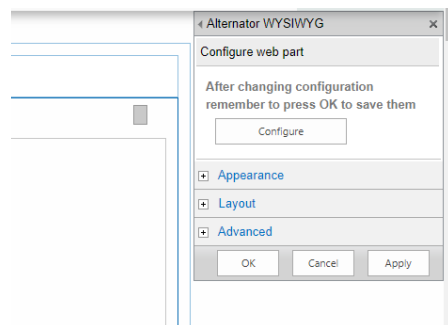 Alternator WYSIWYG
Configure web part
After changing configuration
remember to press OK to save them
Configure
Appearance
Layout
Advanced
OK Cancel Apply